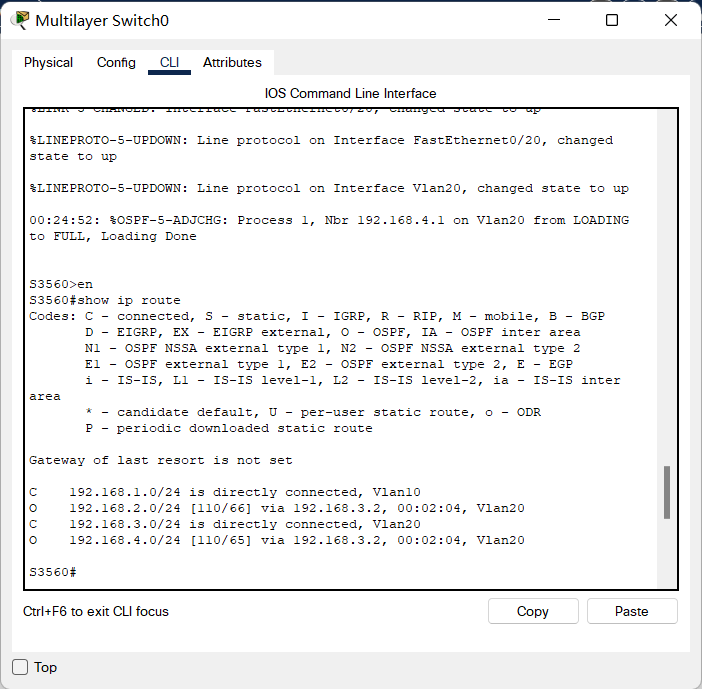 Multilayer Switch0
Physical Config CLI Attributes
IOS Command Line Interface
%LINK-5-CHANGED: Interface FastEthernet0/20, changed state to up
%LINEPROTO-5-UPDOWN: Line protocol on Interface FastEthernet0/20, changed
state to up
%LINEPROTO-5-UPDOWN: Line protocol on Interface Vlan20, changed state to up
00:24:52: %OSPF-5-ADJCHG: Process 1, Nbr 192.168.4.1 on Vlan20 from LOADING
to FULL, Loading Done
S3560>en
S3560#show ip route
Codes: C - connected, S - static, I - IGRP, R - RIP, M - mobile, B - BGP
D - EIGRP, EX - EIGRP external, O - OSPF, IA - OSPF inter area
N1 - OSPF NSSA external type 1, N2 - OSPF NSSA external type 2
E1 - OSPF external type 1, E2 - OSPF external type 2, E - EGP
i - IS-IS, L1 - IS-IS level-1, L2 - IS-IS level-2, ia - IS-IS inter
area
* - candidate default, U - per-user static route, o - ODR
P - periodic downloaded static route
Gateway of last resort is not set
C 192.168.1.0/24 is directly connected, Vlan10
O 192.168.2.0/24 [110/66] via 192.168.3.2, 00:02:04, Vlan20
C 192.168.3.0/24 is directly connected, Vlan20
O 192.168.4.0/24 [110/65] via 192.168.3.2, 00:02:04, Vlan20
S3560#
Ctrl+F6 to exit CLI focus
Copy Paste
Top